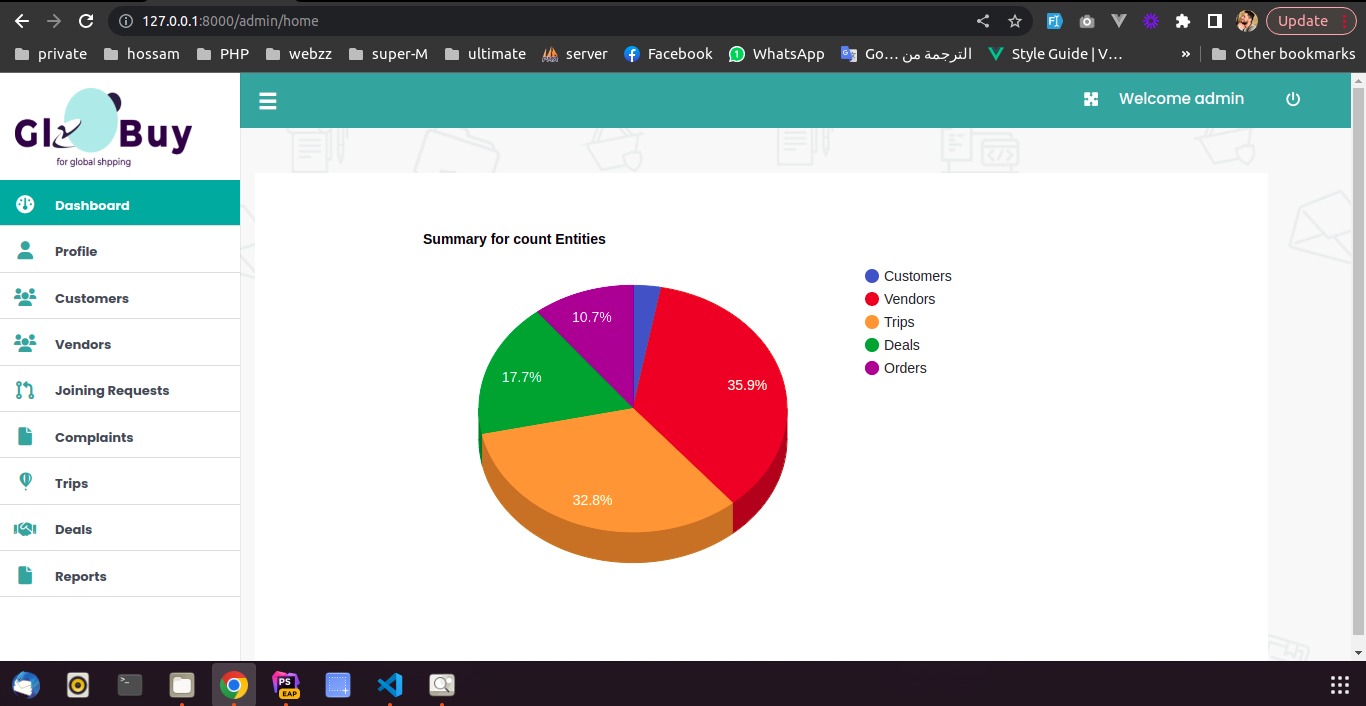 127.0.0.1:8000/admin/home
Update
private hossam PHP webzz super-M ultimate server Facebook WhatsApp Go... الترجمة من Style Guide | V... » Other bookmarks
Gl Buy
for global shpping
Welcome admin
Dashboard
Profile
Customers
Vendors
Joining Requests
Complaints
Trips
Deals
Reports
Summary for count Entities
10.7%
17.7%
35.9%
32.8%
Customers
Vendors
Trips
Deals
Orders
PS
EAP